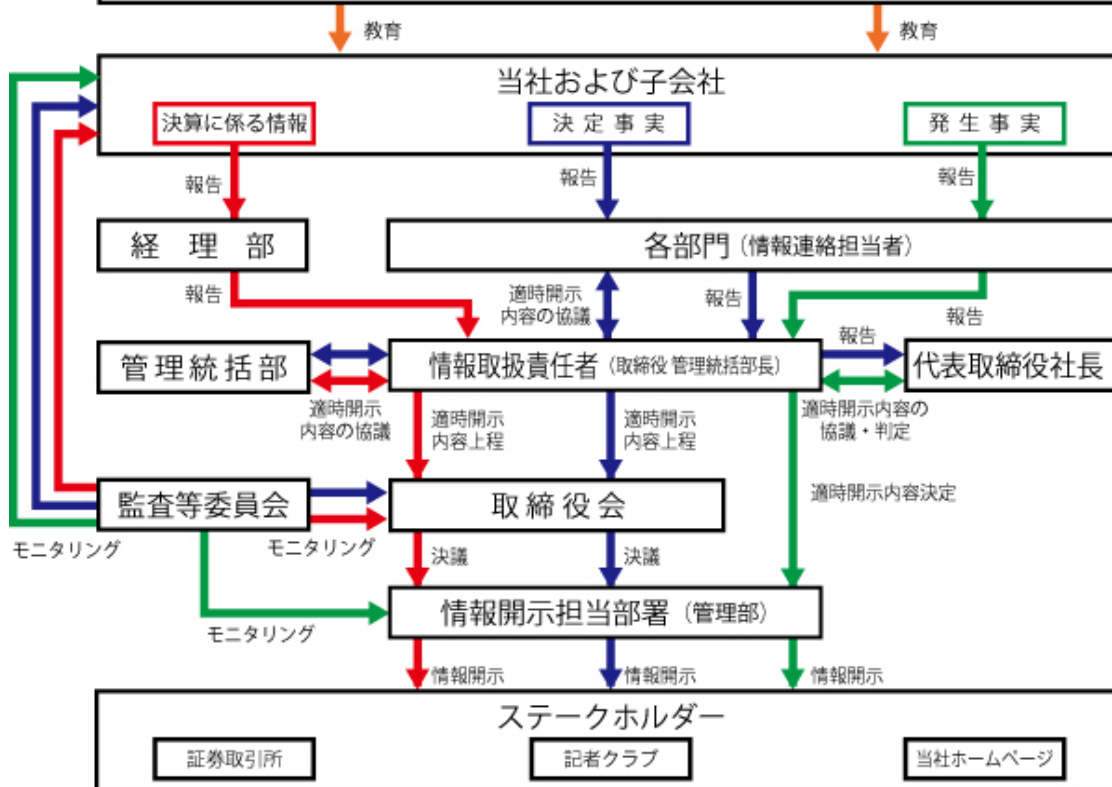 教育
教育
当社および子会社
決算に係る情報
決定事実
発生事実
報告
報告
報告
経理部
各部門（情報連絡担当者）
報告
適時開示
内容の協議
報告
報告
管理統括部
情報取扱責任者（取締役 管理統括部長）
報告
代表取締役社長
適時開示
内容の協議
適時開示
内容上程
適時開示
内容上程
適時開示内容の
協議・判定
監査等委員会
取締役会
適時開示内容決定
モニタリング
モニタリング
決議
決議
情報開示担当部署（管理部）
モニタリング
情報開示
情報開示
情報開示
ステークホルダー
証券取引所
記者クラブ
当社ホームページ